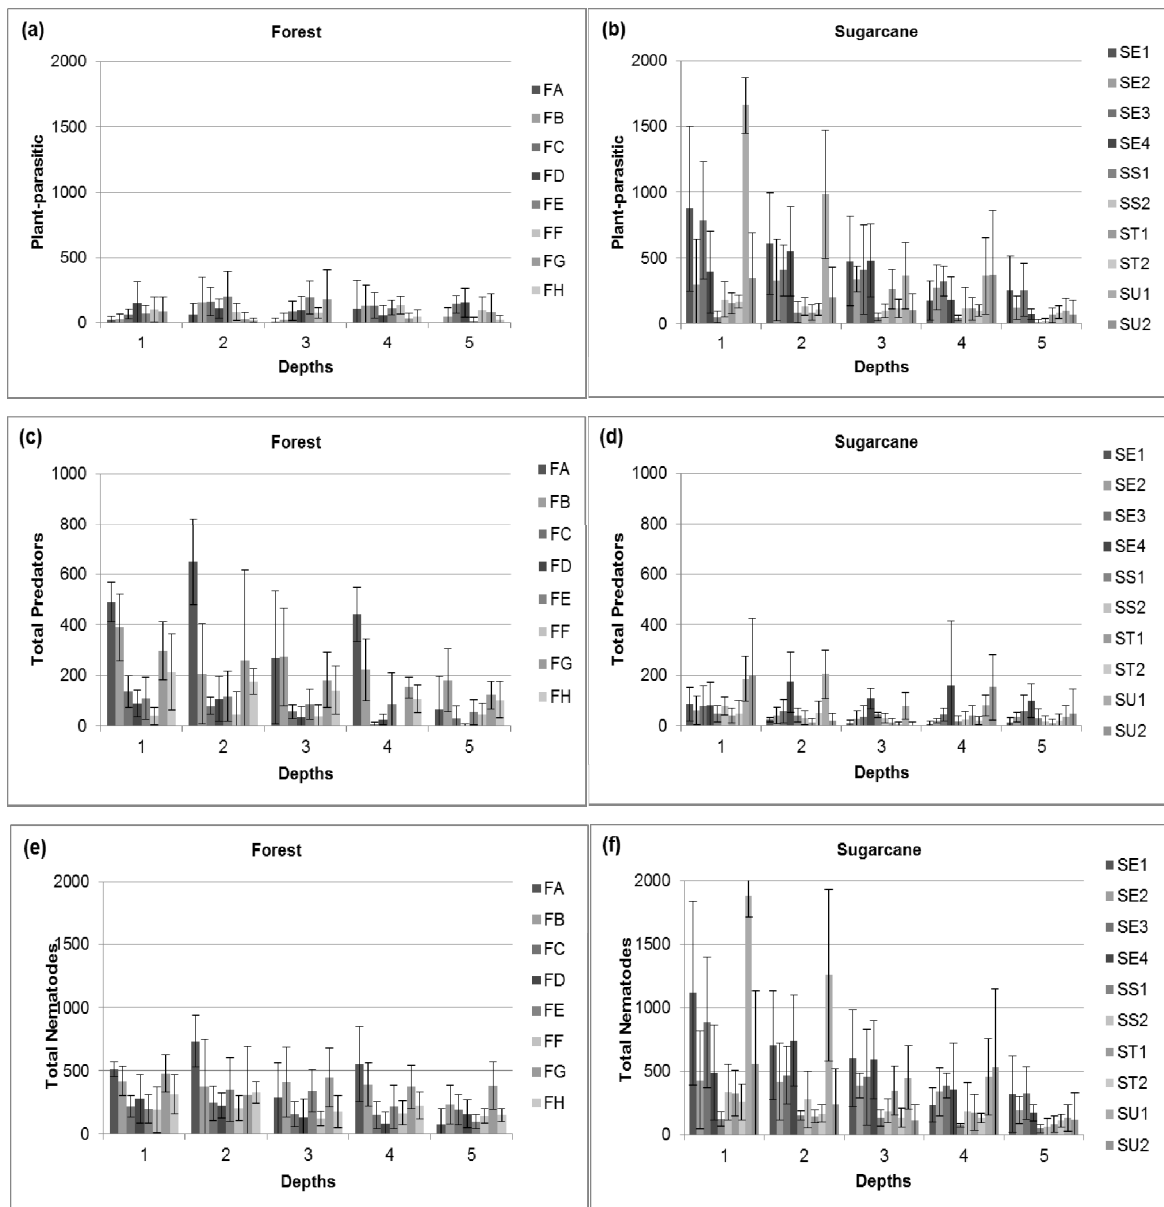 (a)
Forest
Plant-parasitic
2000
1500
1000
500
0
1 2 3 4 5
Depths
FA
FB
FC
FD
FE
FF
FG
FH
(b)
Sugarcane
Plant-parasitic
2000
1500
1000
500
0
1 2 3 4 5
Depths
SE1
SE2
SE3
SE4
SS1
SS2
ST1
ST2
SU1
SU2
(c)
Forest
Total Predators
1000
800
600
400
200
0
1 2 3 4 5
Depths
FA
FB
FC
FD
FE
FF
FG
FH
(d)
Sugarcane
Total Predators
1000
800
600
400
200
0
1 2 3 4 5
Depths
SE1
SE2
SE3
SE4
SS1
SS2
ST1
ST2
SU1
SU2
(e)
Forest
Total Nematodes
2000
1500
1000
500
0
1 2 3 4 5
Depths
FA
FB
FC
FD
FE
FF
FG
FH
(f)
Sugarcane
Total Nematodes
2000
1500
1000
500
0
1 2 3 4 5
Depths
SE1
SE2
SE3
SE4
SS1
SS2
ST1
ST2
SU1
SU2